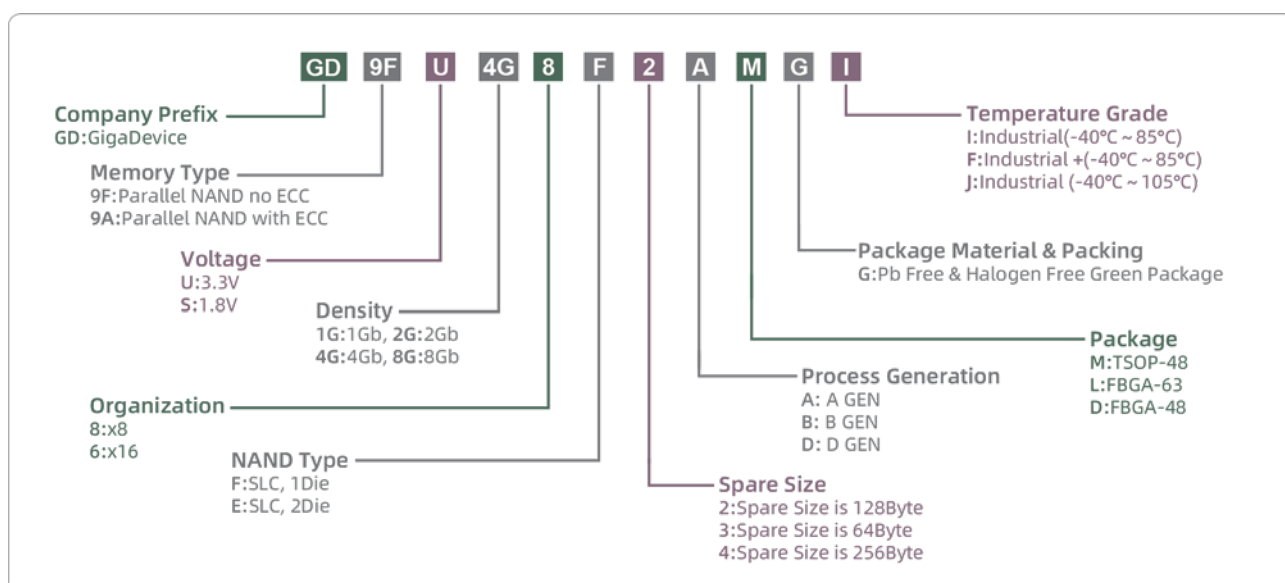 GD 9F U 4G 8 F 2 A M G I
Company Prefix
GD:GigaDevice
Memory Type
9F:Parallel NAND no ECC
9A:Parallel NAND with ECC
Voltage
U:3.3V
S:1.8V
Density
1G:1Gb, 2G:2Gb
4G:4Gb, 8G:8Gb
Organization
8:x8
6:x16
NAND Type
F:SLC, 1Die
E:SLC, 2Die
Temperature Grade
I:Industrial(-40℃ ~ 85℃)
F:Industrial +(-40℃ ~ 85℃)
J:Industrial (-40℃ ~ 105℃)
Package Material & Packing
G:Pb Free & Halogen Free Green Package
Package
M:TSOP-48
L:FBGA-63
D:FBGA-48
Process Generation
A: A GEN
B: B GEN
D: D GEN
Spare Size
2:Spare Size is 128Byte
3:Spare Size is 64Byte
4:Spare Size is 256Byte